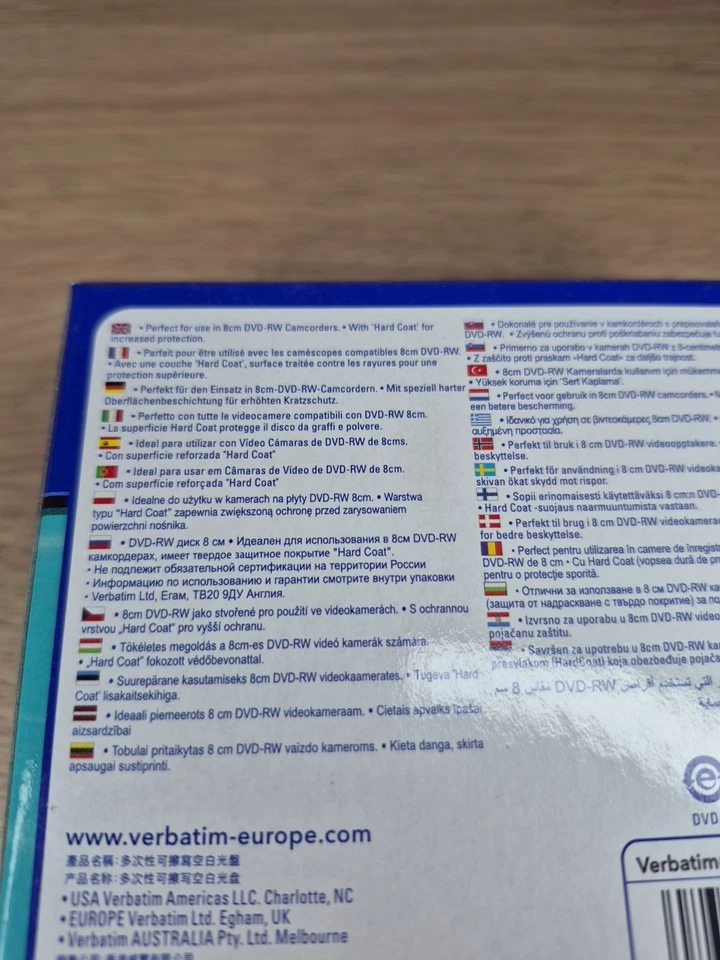 • Perfect for use in 8cm DVD-RW Camcorders. • With 'Hard Coat' for
increased protection.
• Parfait pour être utilisé avec les caméscopes compatibles 8cm DVD-RW.
• Avec une couche 'Hard Coat', surface traitée contre les rayures pour une
protection supérieure.
• Perfekt für den Einsatz in 8cm-DVD-RW-Camcordern. • Mit speziell harter
Oberflächenbeschichtung für erhöhten Kratzschutz.
• Perfetto con tutte le videocamere compatibili con DVD-RW 8cm.
• La superficie Hard Coat protegge il disco da graffi e polvere.
• Ideal para utilizar con Vídeo Cámaras de DVD-RW de 8cms.
• Con superficie reforzada "Hard Coat"
• Ideal para usar em Câmaras de Vídeo de DVD-RW de 8cm.
• Com superfície reforçada "Hard Coat"
• Idealne do użytku w kamerach na płyty DVD-RW 8cm. • Warstwa
typu "Hard Coat" zapewnia zwiększoną ochronę przed zarysowaniem
powierzchni nośnika.
• DVD-RW диск 8 см • Идеален для использования в 8см DVD-RW
камкордерах, имеет твердое защитное покрытие "Hard Coat".
• Не подлежит обязательной сертификации на территории России
• Информацию по использованию и гарантии смотрите внутри упаковки
• Verbatim Ltd, Егам, ТВ20 9ДУ Англия.
• 8cm DVD-RW jako stvořené pro použití ve videokamerách. • S ochrannou
vrstvou „Hard Coat" pro vyšší ochranu.
• Tökéletes megoldás a 8cm-es DVD-RW videó kamerák számára.
• „Hard Coat" fokozott védőbevonattal.
• Suurepärane kasutamiseks 8cm DVD-RW videokaamerates. • Tugeva 'Hard
Coat' lisakaitsekihiga.
• Ideaali piemeerots 8 cm DVD-RW videokameraam. • Cietais apvalks īpašai
aizsardzībai
• Tobulai pritaikytas 8 cm DVD-RW vaizdo kameroms. • Kieta danga, skirta
apsaugai sustiprinti.
• Dokonalé pre používanie v kamkordéroch s
DVD-RW. • Zvýšenú ochranu proti poškriabaniu zabezpečuje
• Primerno za uporabo v kamerah DVD-RW z
• Z zaščito proti praskam »Hard Coat« za daljšo trajnost.
• 8cm DVD-RW Kameralarda kullanım için
• Yüksek koruma için 'Sert Kaplama'.
• Perfect voor gebruik in 8cm DVD-RW camcorders. •
een betere bescherming.
• Ιδανικό για χρήση σε βιντεοκάμερες 8cm DVD-RW. •
αυξημένη προστασία.
• Perfekt til bruk i 8 cm DVD-RW videoopptakere.
beskyttelse.
• Perfekt för användning i 8 cm DVD-RW
skivan ökat skydd mot rispor.
• Sopii erinomaisesti käytettäväksi 8 cm:n DVD-
• Hard Coat -suojaus naarmuuntumista vastaan.
• Perfekt til brug i 8 cm DVD-RW
for bedre beskyttelse.
• Perfect pentru utilizarea în camere de
DVD-RW de 8 cm • Cu Hard Coat (vopsea dură de
pentru o protecţie sporită.
• Отлични за използване в 8 см DVD-RW
(защита от надраскване с твърдо покритие) за
• Izvrsno za uporabu u 8cm DVD-RW
pojačanu zaštitu.
• Savršen za upotrebu u 8cm DVD-RW
presvlakom (HardCoat) koja obezbeđuje
التي تستخدم أقراص DVD-RW مقاس 8 سم
www.verbatim-europe.com
產品名稱：多次性可擦寫空白光盤
产品名称：多次性可擦写空白光盘
• USA Verbatim Americas LLC. Charlotte, NC
• EUROPE Verbatim Ltd. Egham, UK
• Verbatim AUSTRALIA Pty. Ltd. Melbourne
DVD
Verbatim